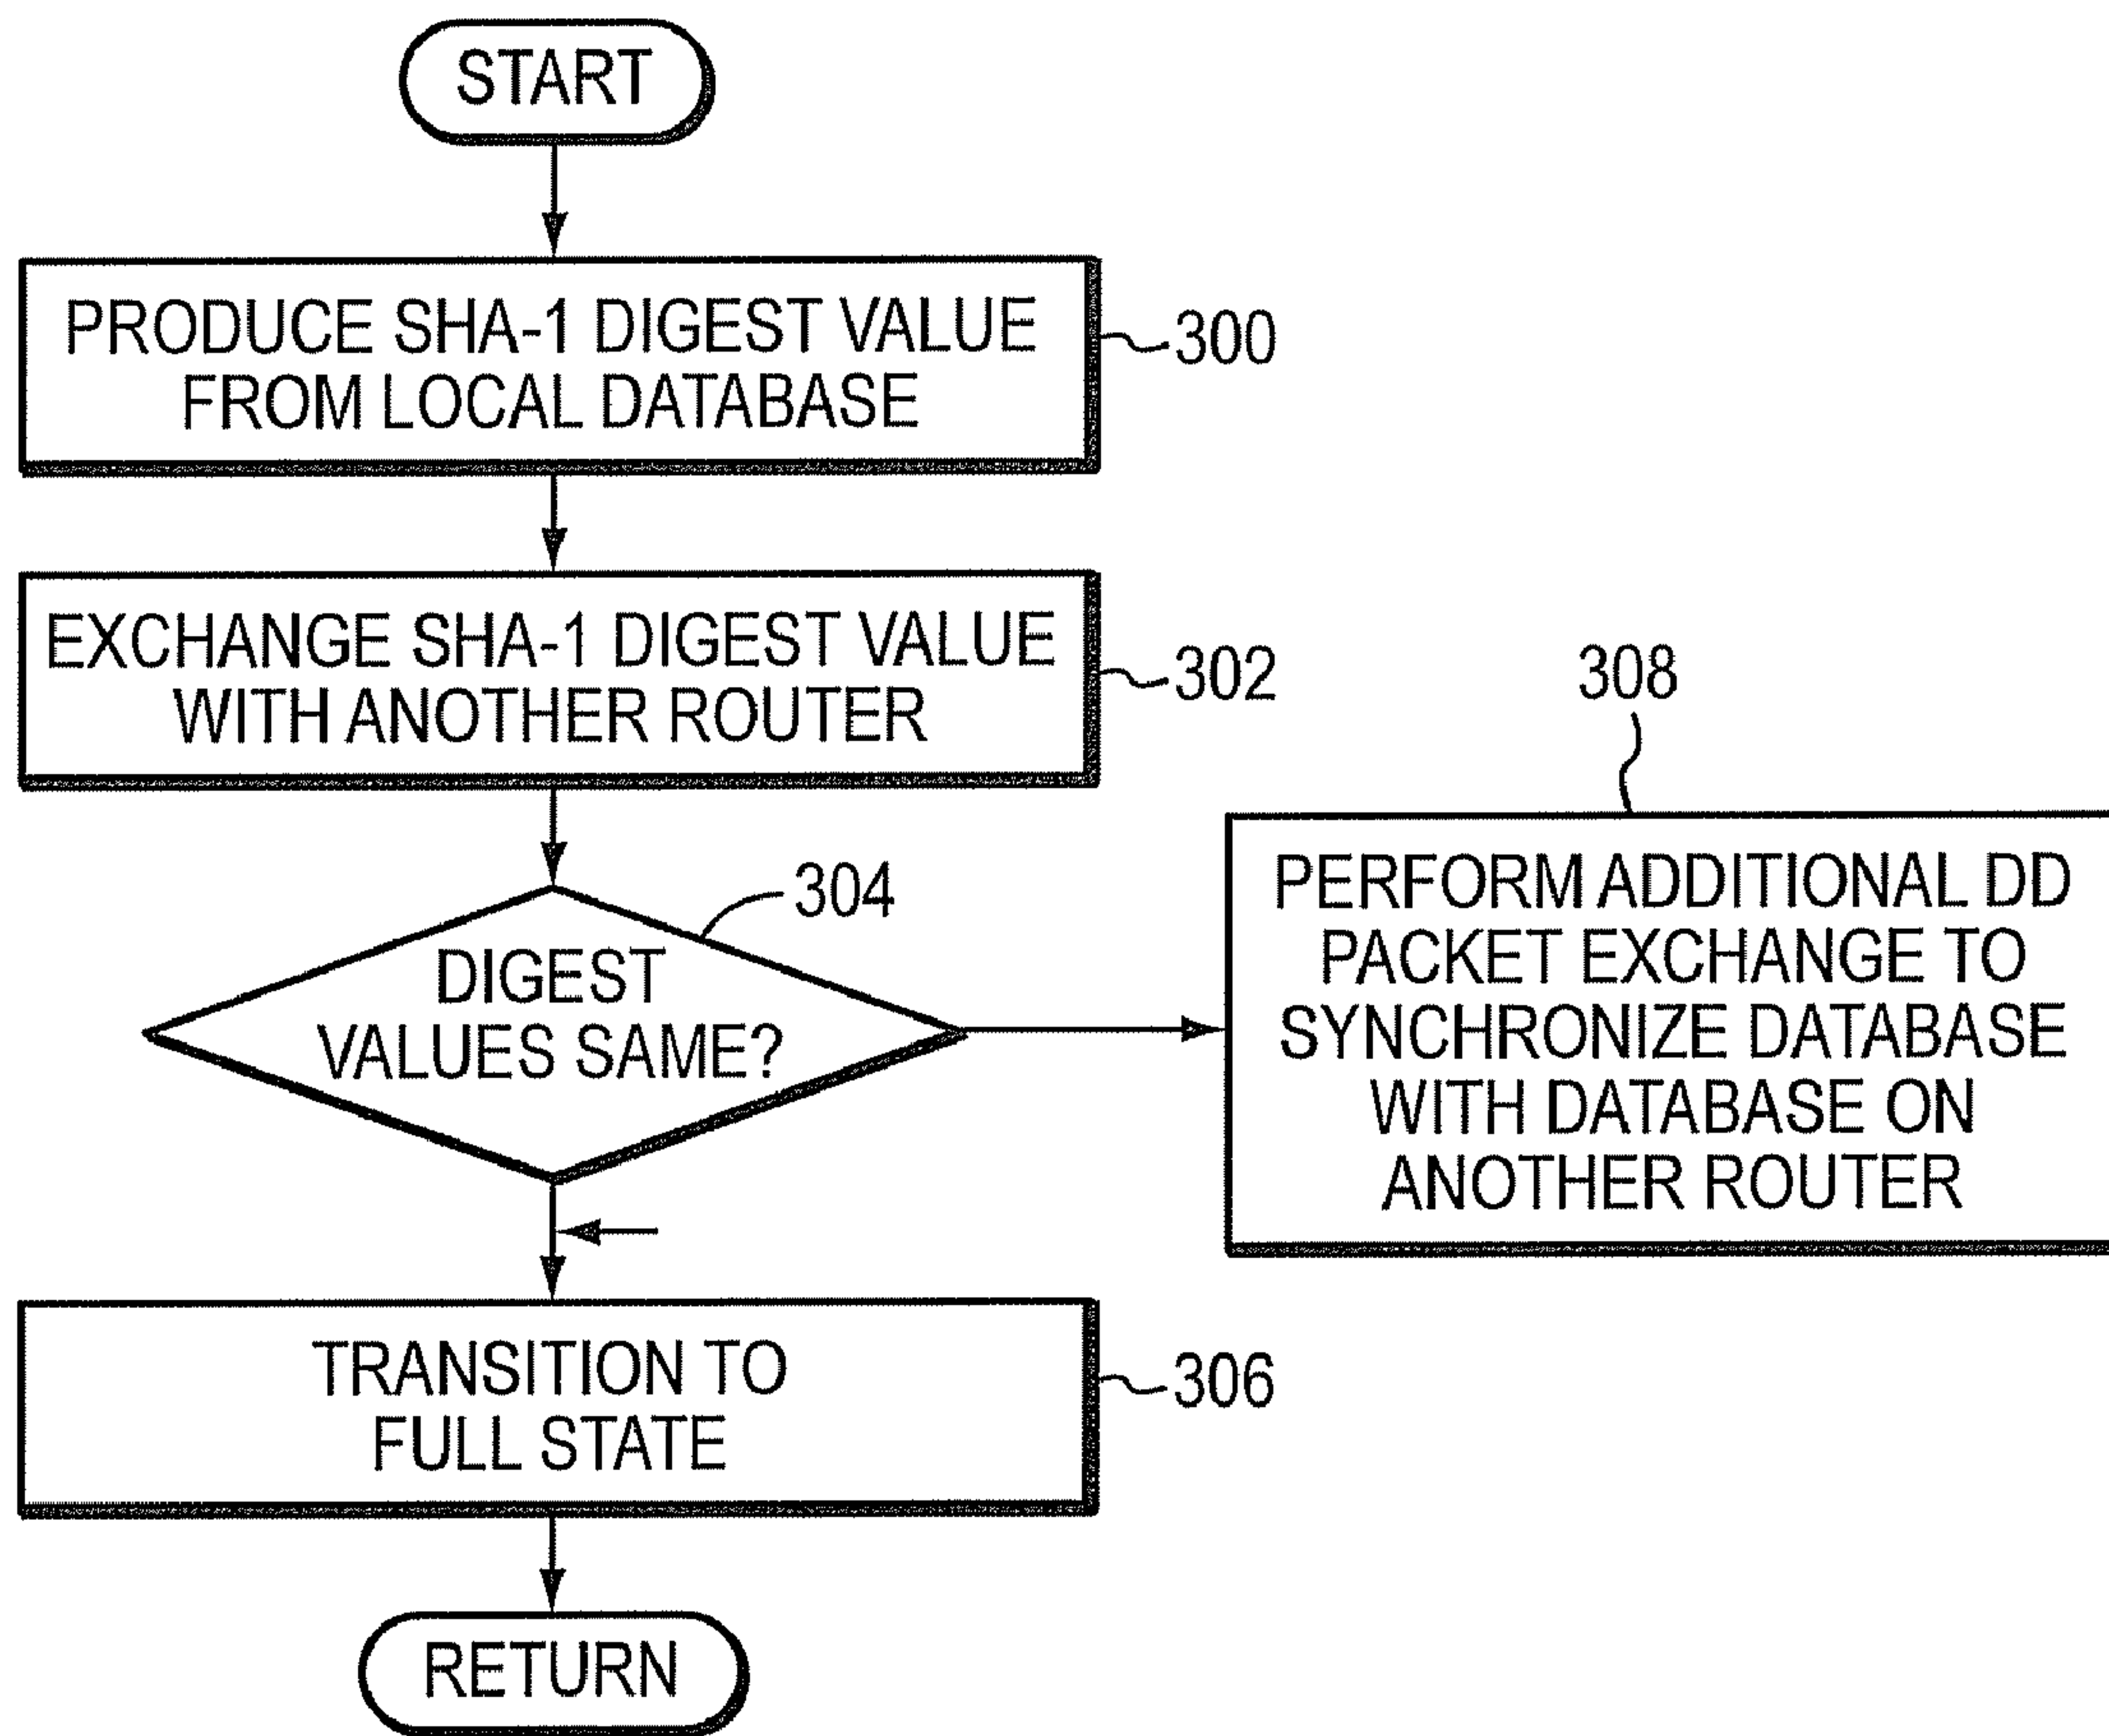 START
PRODUCE SHA-1 DIGEST VALUE
FROM LOCAL DATABASE
300
EXCHANGE SHA-1 DIGEST VALUE
WITH ANOTHER ROUTER
302
304
DIGEST
VALUES SAME?
308
PERFORM ADDITIONAL DD
PACKET EXCHANGE TO
SYNCHRONIZE DATABASE
WITH DATABASE ON
ANOTHER ROUTER
TRANSITION TO
FULL STATE
306
RETURN